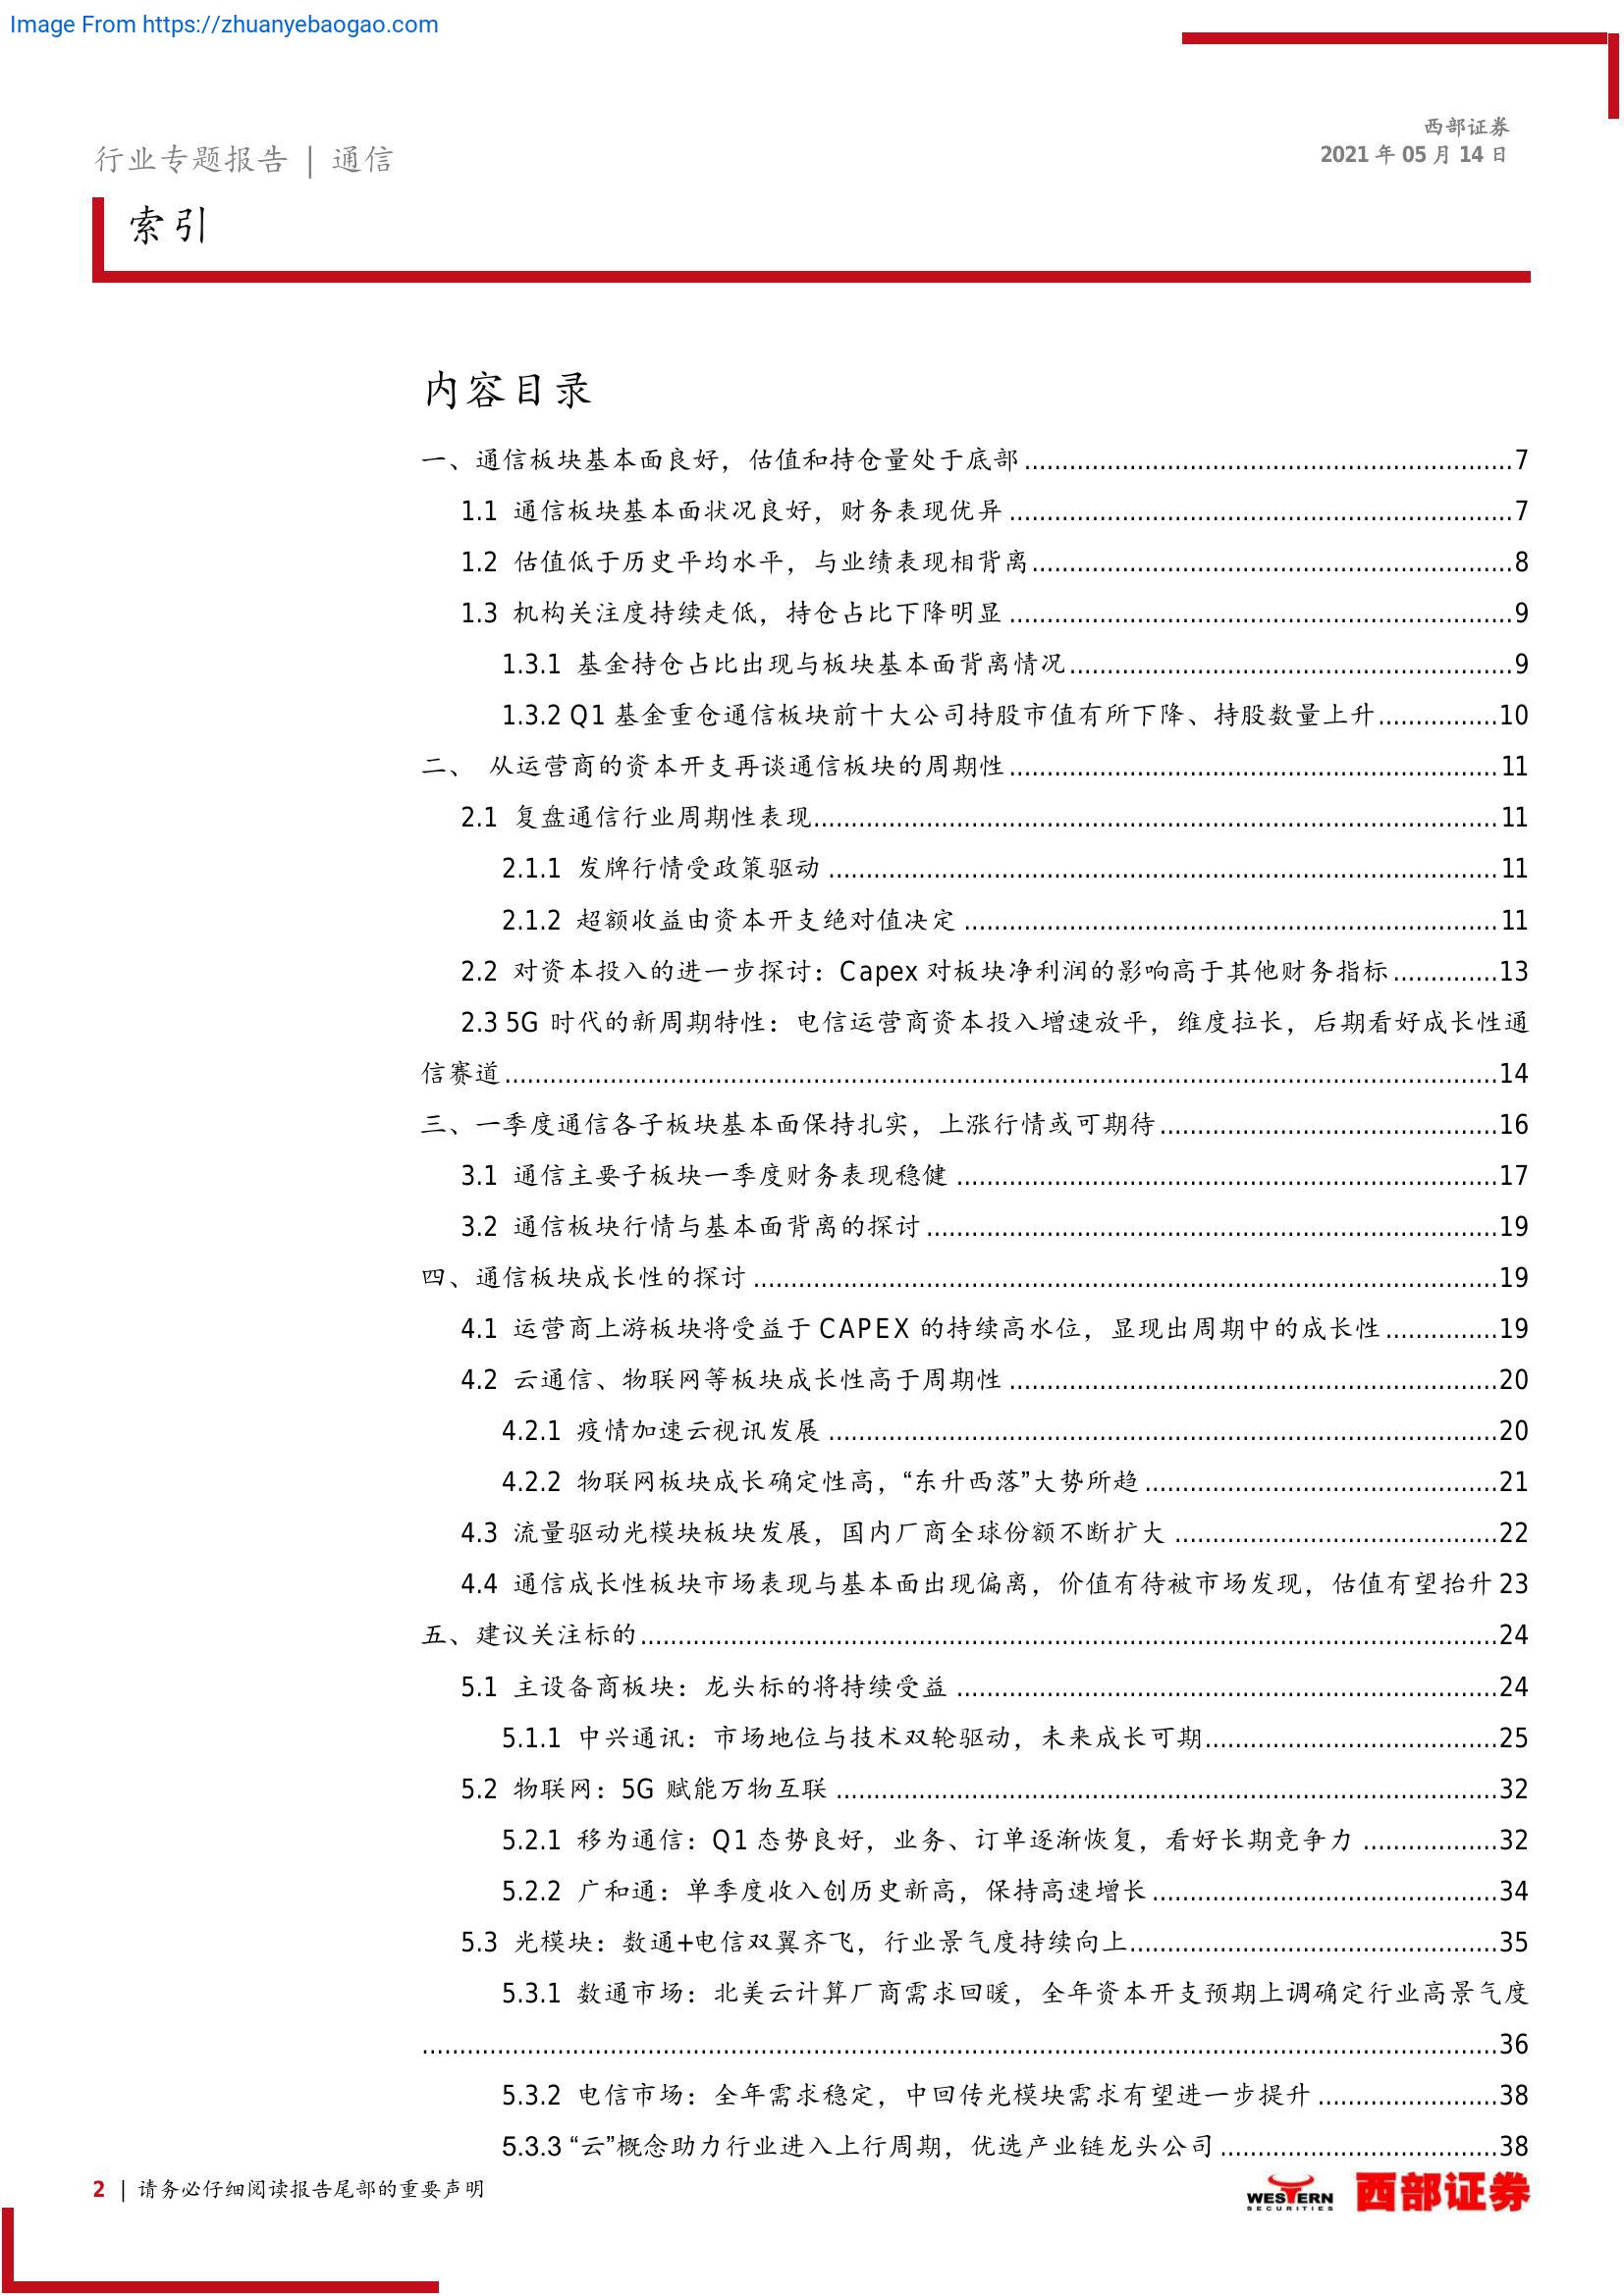 Image From https://zhuanyebaogao.com
西部证券
2021 年 05 月 14 日
行业专题报告 | 通信
索引
内容目录
一、通信板块基本面良好，估值和持仓量处于底部.................................................................7
1.1 通信板块基本面状况良好，财务表现优异...................................................................7
1.2 估值低于历史平均水平，与业绩表现相背离................................................................8
1.3 机构关注度持续走低，持仓占比下降明显...................................................................9
1.3.1 基金持仓占比出现与板块基本面背离情况...........................................................9
1.3.2 Q1 基金重仓通信板块前十大公司持股市值有所下降、持股数量上升................10
二、 从运营商的资本开支再谈通信板块的周期性.................................................................11
2.1 复盘通信行业周期性表现...........................................................................................11
2.1.1 发牌行情受政策驱动.........................................................................................11
2.1.2 超额收益由资本开支绝对值决定.......................................................................11
2.2 对资本投入的进一步探讨：Capex 对板块净利润的影响高于其他财务指标..............13
2.3 5G 时代的新周期特性：电信运营商资本投入增速放平，维度拉长，后期看好成长性通
信赛道....................................................................................................................................14
三、一季度通信各子板块基本面保持扎实，上涨行情或可期待.............................................16
3.1 通信主要子板块一季度财务表现稳健........................................................................17
3.2 通信板块行情与基本面背离的探讨............................................................................19
四、通信板块成长性的探讨...................................................................................................19
4.1 运营商上游板块将受益于 CAPEX 的持续高水位，显现出周期中的成长性...............19
4.2 云通信、物联网等板块成长性高于周期性.................................................................20
4.2.1 疫情加速云视讯发展.........................................................................................20
4.2.2 物联网板块成长确定性高，“东升西落”大势所趋...............................................21
4.3 流量驱动光模块板块发展，国内厂商全球份额不断扩大...........................................22
4.4 通信成长性板块市场表现与基本面出现偏离，价值有待被市场发现，估值有望抬升 23
五、建议关注标的..................................................................................................................24
5.1 主设备商板块：龙头标的将持续受益........................................................................24
5.1.1 中兴通讯：市场地位与技术双轮驱动，未来成长可期.......................................25
5.2 物联网：5G 赋能万物互联........................................................................................32
5.2.1 移为通信：Q1 态势良好，业务、订单逐渐恢复，看好长期竞争力..................32
5.2.2 广和通：单季度收入创历史新高，保持高速增长..............................................34
5.3 光模块：数通+电信双翼齐飞，行业景气度持续向上.................................................35
5.3.1 数通市场：北美云计算厂商需求回暖，全年资本开支预期上调确定行业高景气度
...............................................................................................................................................36
5.3.2 电信市场：全年需求稳定，中回传光模块需求有望进一步提升........................38
5.3.3 “云”概念助力行业进入上行周期，优选产业链龙头公司.....................................38
2 | 请务必仔细阅读报告尾部的重要声明
WESTERN
SECURITIES
西部证券